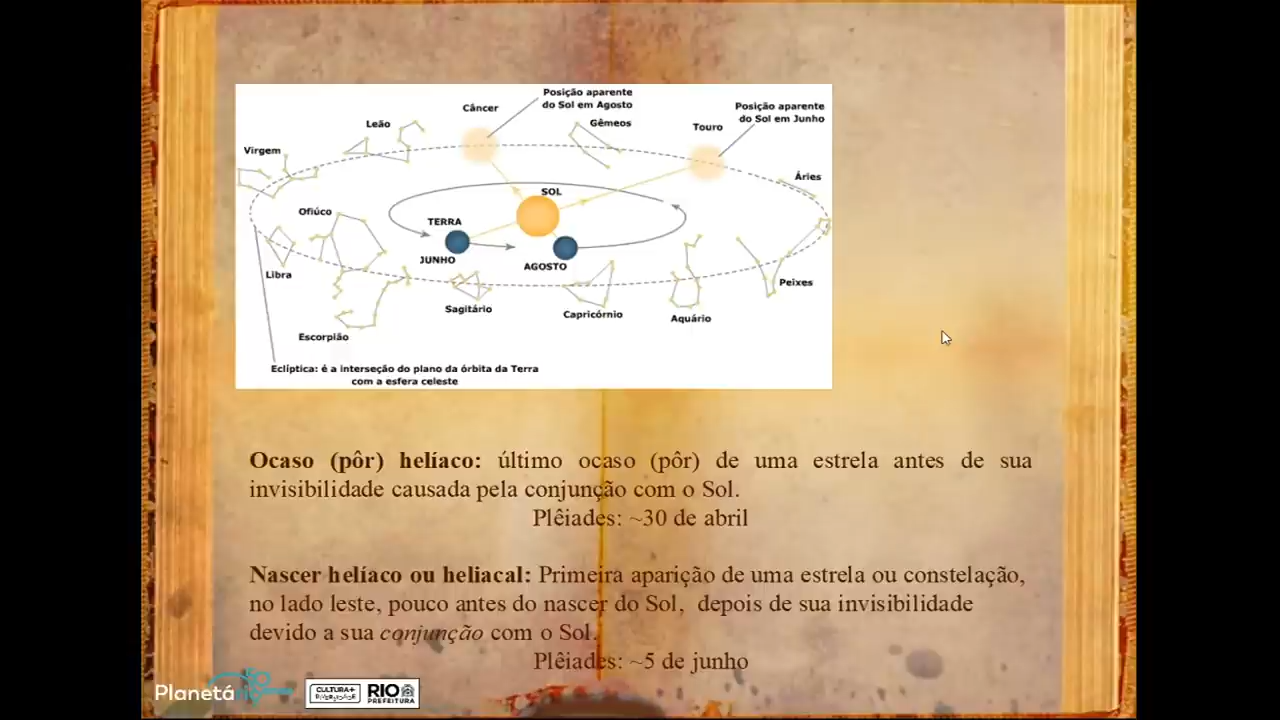 Posição aparente
do Sol em Agosto
Posição aparente
do Sol em Junho
Câncer
Gêmeos
Touro
Leão
Virgem
Áries
SOL
Ofiúco
TERRA
JUNHO
AGOSTO
Libra
Peixes
Sagitário
Capricórnio
Aquário
Escorpião
Eclíptica: é a interseção do plano da órbita da Terra
com a esfera celeste
Ocaso (pôr) helíaco: último ocaso (pôr) de uma estrela antes de sua
invisibilidade causada pela conjunção com o Sol.
Plêiades: ~30 de abril
Nascer helíaco ou heliacal: Primeira aparição de uma estrela ou constelação,
no lado leste, pouco antes do nascer do Sol, depois de sua invisibilidade
devido a sua conjunção com o Sol.
Plêiades: ~5 de junho
Planetário
CULTURA+
DIVERSIDADE
RIO
PREFEITURA